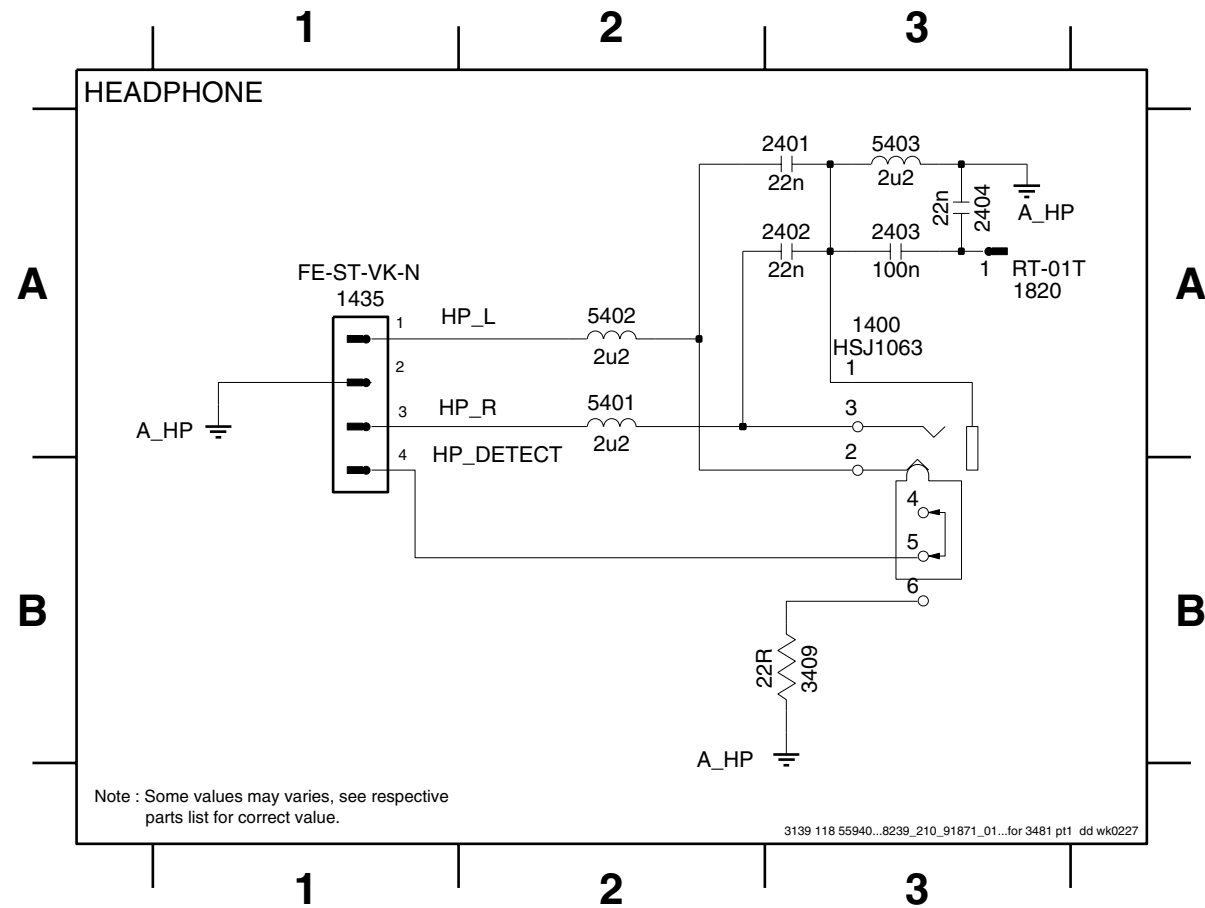 1 2 3
HEADPHONE
2401
22n
5403
2u2
22n
2404
A_HP
2402
22n
2403
100n
1 RT-01T
1820
A A
FE-ST-VK-N
1435
1
HP_L
5402
2u2
1400
HSJ1063
1
2
3
HP_R
5401
2u2
3
A_HP
4
HP_DETECT
2
4
5
6
B B
22R
3409
A_HP
Note : Some values may varies, see respective
parts list for correct value.
3139 118 55940...8239_210_91871_01...for 3481 pt1 dd wk0227
1 2 3